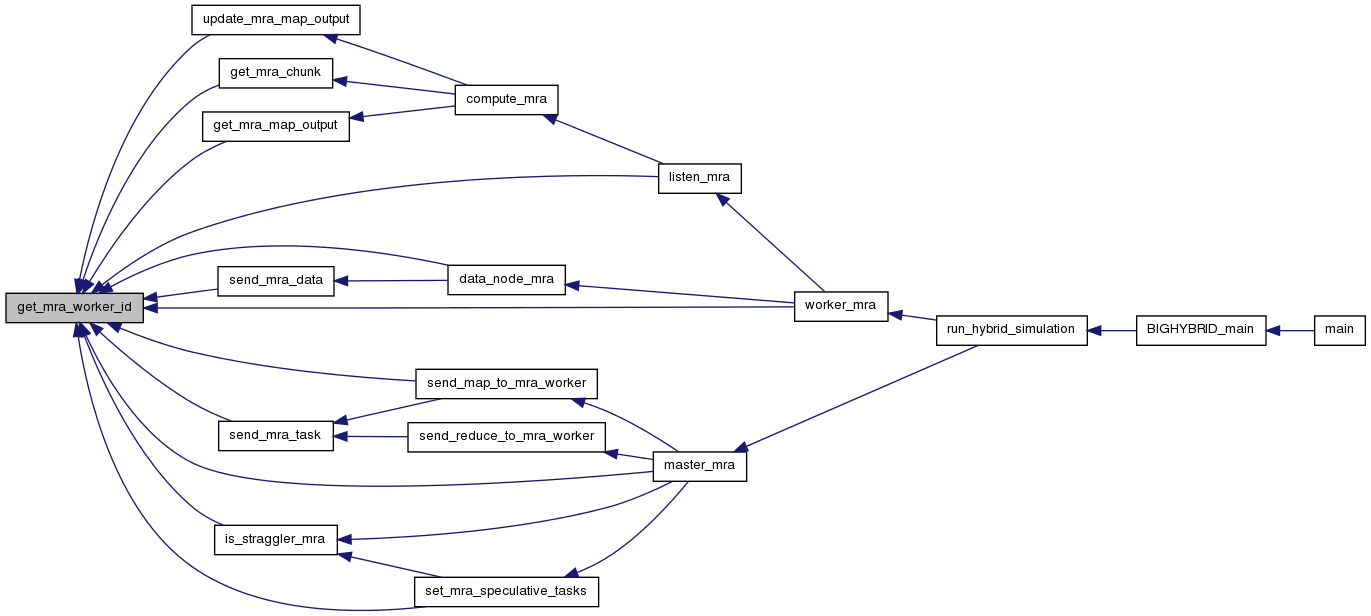 update_mra_map_output
get_mra_chunk
compute_mra
get_mra_map_output
listen_mra
send_mra_data
data_node_mra
get_mra_worker_id
worker_mra
run_hybrid_simulation
BIGHYBRID_main
main
send_map_to_mra_worker
send_mra_task
send_reduce_to_mra_worker
master_mra
is_straggler_mra
set_mra_speculative_tasks